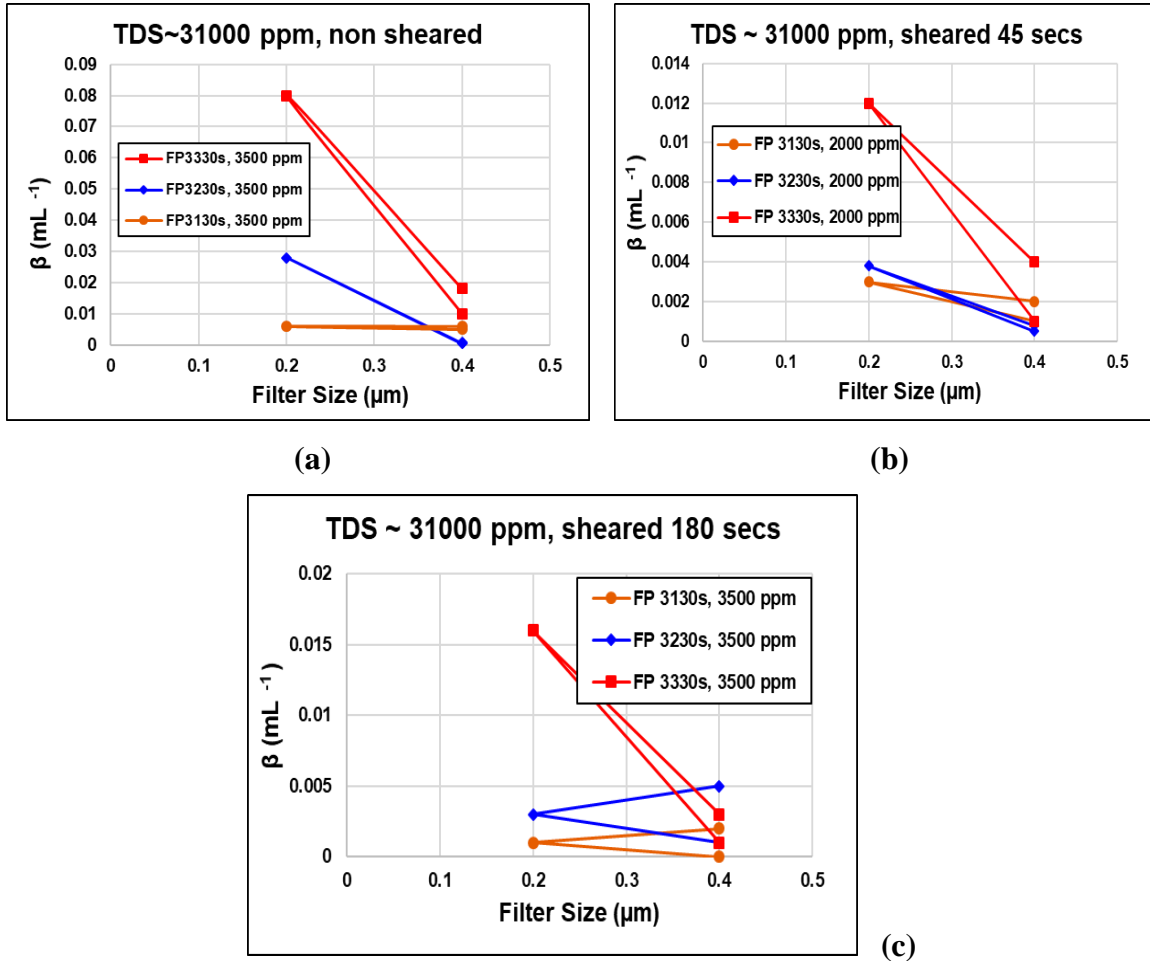 TDS~31000 ppm, non sheared
0.09
0.08
0.07
0.06
0.05
0.04
0.03
0.02
0.01
0
β (mL -1)
FP3330s, 3500 ppm
FP3230s, 3500 ppm
FP3130s, 3500 ppm
0 0.1 0.2 0.3 0.4 0.5
Filter Size (µm)
(a)
TDS ~ 31000 ppm, sheared 45 secs
0.014
0.012
0.01
0.008
0.006
0.004
0.002
0
β (mL -1)
FP 3130s, 2000 ppm
FP 3230s, 2000 ppm
FP 3330s, 2000 ppm
0 0.1 0.2 0.3 0.4 0.5
Filter Size (µm)
(b)
TDS ~ 31000 ppm, sheared 180 secs
0.02
0.015
0.01
0.005
0
β (mL -1 )
FP 3130s, 3500 ppm
FP 3230s, 3500 ppm
FP 3330s, 3500 ppm
0 0.1 0.2 0.3 0.4 0.5
Filter Size (µm)
(c)